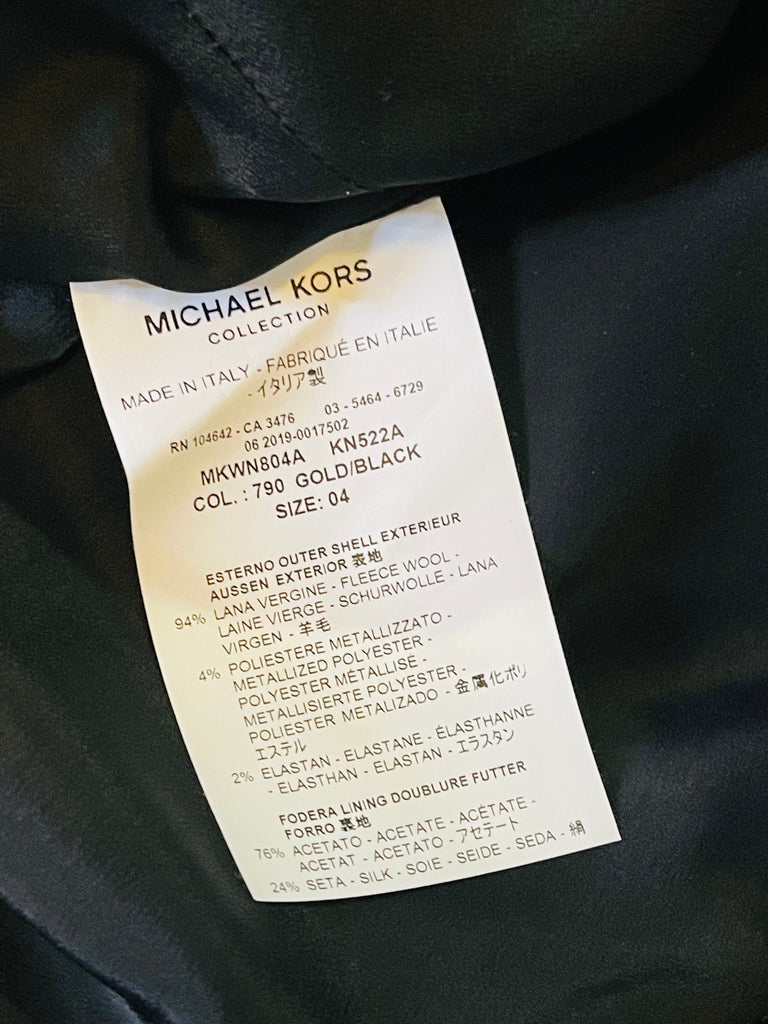 MICHAEL KORS
COLLECTION
MADE IN ITALY - FABRIQUÉ EN ITALIE
- イタリア製
RN 104642 - CA 3476 03 - 5464 - 6729
06 2019-0017502
MKWN804A KN522A
COL. : 790 GOLD/BLACK
SIZE: 04
ESTERNO OUTER SHELL EXTERIEUR
AUSSEN EXTERIOR 表地
94% LANA VERGINE - FLEECE WOOL -
LAINE VIERGE - SCHURWOLLE - LANA
VIRGEN - 羊毛
4% POLIESTERE METALLIZZATO -
METALLIZED POLYESTER -
POLYESTER MÉTALLISÉ -
METALLISIERTE POLYESTER -
POLIESTER METALIZADO - 金属化ポリ
エステル
2% ELASTAN - ELASTANE - ÉLASTHANNE
- ELASTHAN - ELASTAN - エラスタン
FODERA LINING DOUBLURE FUTTER
FORRO 裏地
76% ACETATO - ACETATE - ACÉTATE -
ACETAT - ACETATO - アセテート
24% SETA - SILK - SOIE - SEIDE - SEDA - 絹